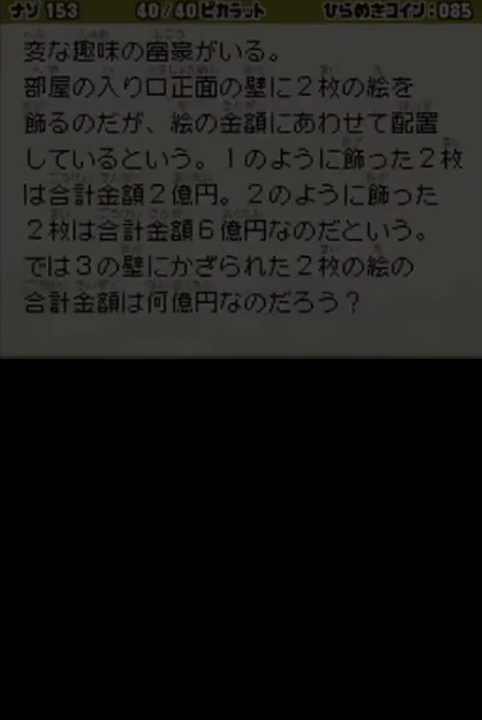 ナゾ 153 40/40ピカラット ひらめきコイン:085
変な趣味の富豪がいる。
部屋の入り口正面の壁に２枚の絵を
飾るのだが、絵の金額にあわせて配置
しているという。１のように飾った２枚
は合計金額２億円。２のように飾った
２枚は合計金額６億円なのだという。
では３の壁にかざられた２枚の絵の
合計金額は何億円なのだろう？